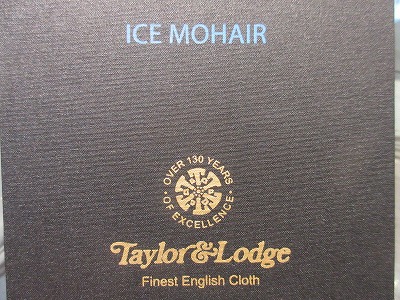 ICE MOHAIR
· OVER 130 YEARS ·
OF EXCELLENCE
Taylor & Lodge
Finest English Cloth